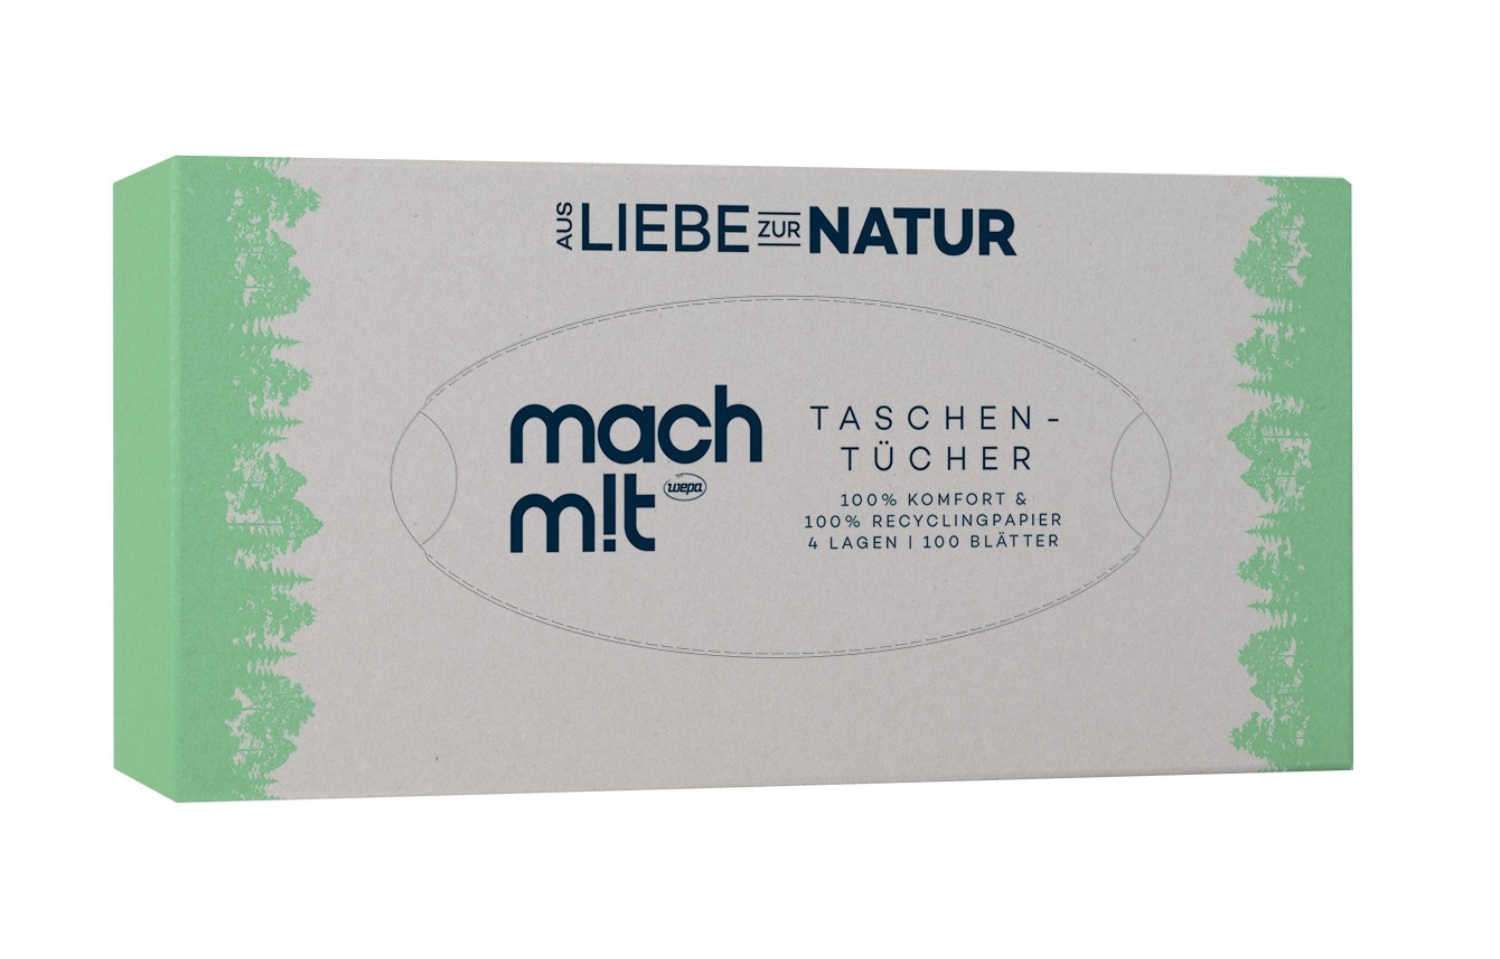 AUS LIEBE ZUR NATUR
mach
m!t
wepa
TASCHEN-
TÜCHER
100% KOMFORT &
100% RECYCLINGPAPIER
4 LAGEN | 100 BLÄTTER